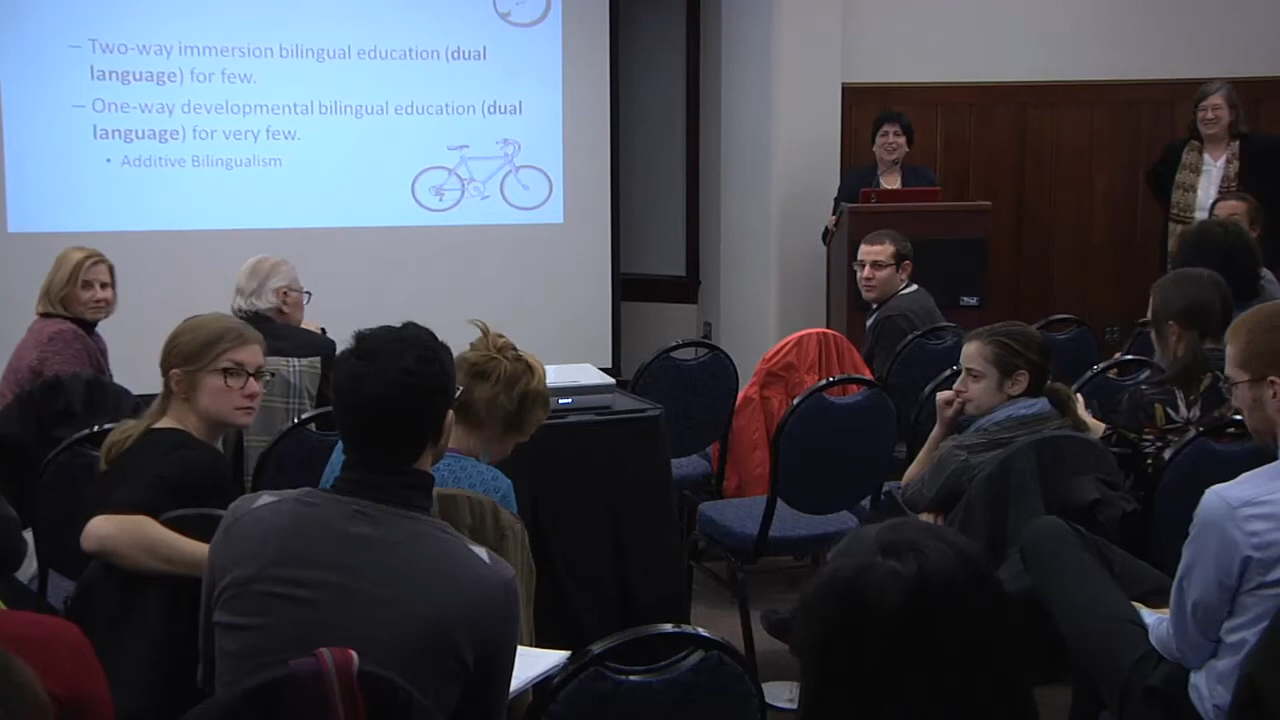 – Two-way immersion bilingual education (dual
language) for few.
– One-way developmental bilingual education (dual
language) for very few.
• Additive Bilingualism